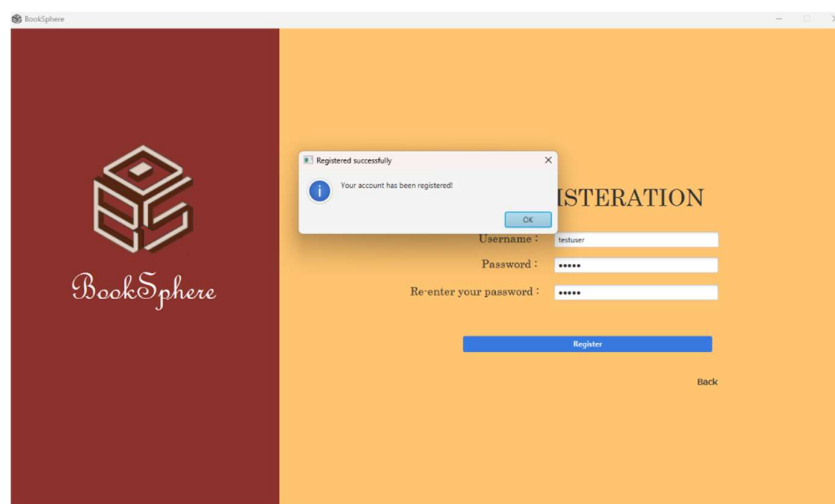 BookSphere
Registered successfully
Your account has been registered!
OK
ISTERATION
Username :
testuser
Password :
•••••
BookSphere
Re-enter your password :
•••••
Register
Back